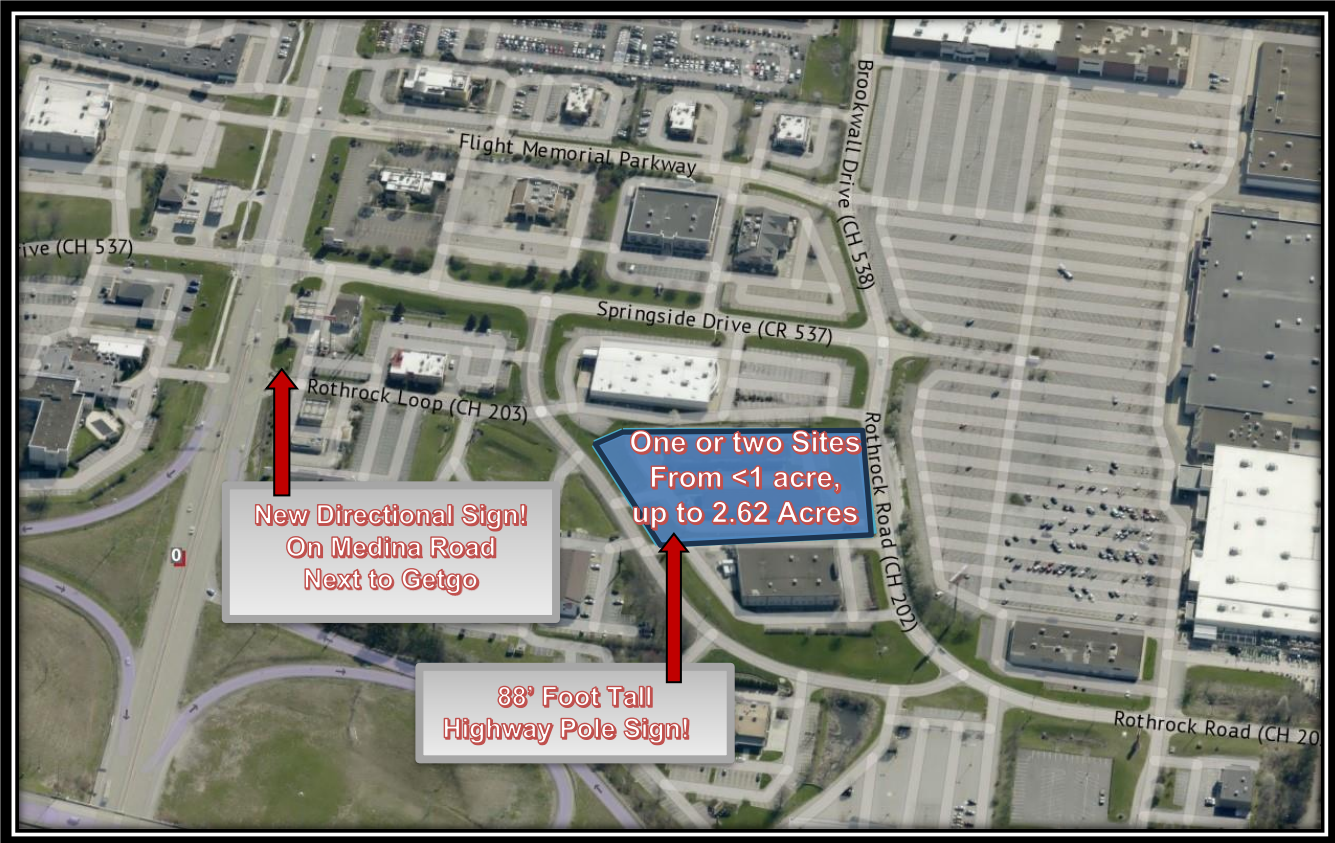 Brookwall Drive (CH 538)
Flight Memorial Parkway
ive (CH 537)
Springside Drive (CR 537)
Rothrock Loop (CH 203)
One or two Sites
From <1 acre,
up to 2.62 Acres
Rothrock Road (CH 202)
New Directional Sign!
On Medina Road
Next to Getgo
0
88’ Foot Tall
Highway Pole Sign!
Rothrock Road (CH 20